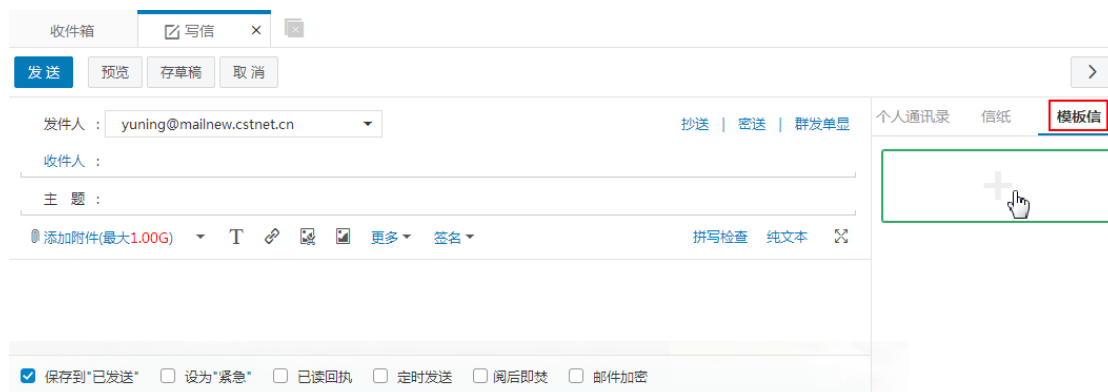 收件箱 写信
发 送 预览 存草稿 取 消
发件人 ： yuning@mailnew.cstnet.cn 抄送 | 密送 | 群发单显
个人通讯录 信纸 模板信
收件人 ：
主 题 ：
添加附件(最大1.00G) 更多 签名 拼写检查 纯文本
保存到"已发送" 设为"紧急" 已读回执 定时发送 阅后即焚 邮件加密